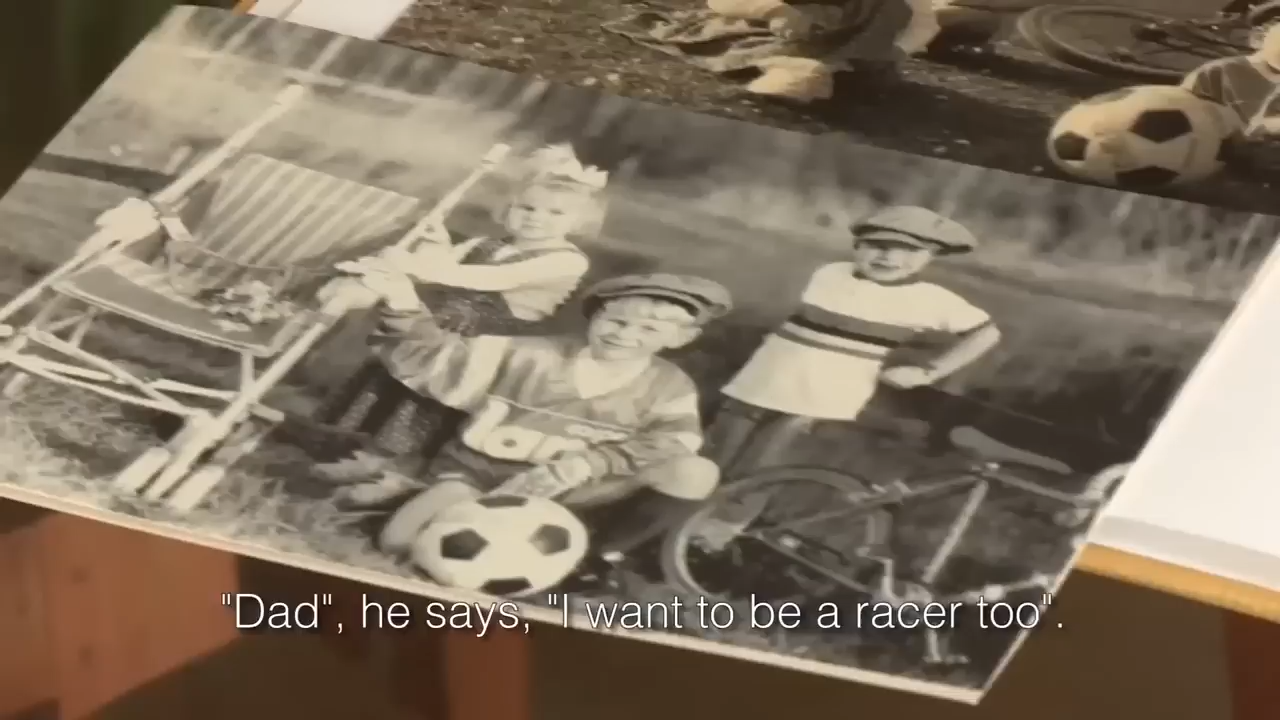 "Dad", he says, "I want to be a racer too".